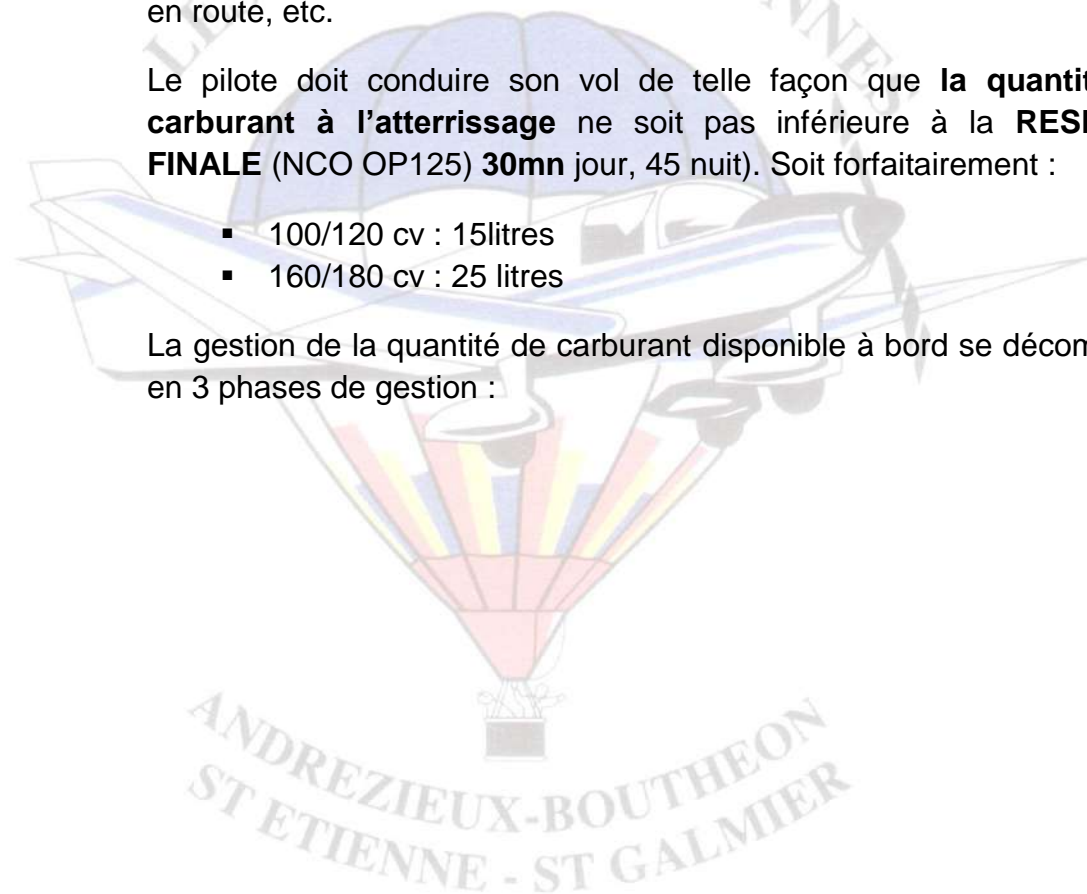 en route, etc.
Le pilote doit conduire son vol de telle façon que la quantit
carburant à l'atterrissage ne soit pas inférieure à la RESE
FINALE (NCO OP125) 30mn jour, 45 nuit). Soit forfaitairement :
▪ 100/120 cv : 15litres
▪ 160/180 cv : 25 litres
La gestion de la quantité de carburant disponible à bord se décom
en 3 phases de gestion :
ANDREZIEUX-BOUTHEON
ST ETIENNE - ST GALMIER